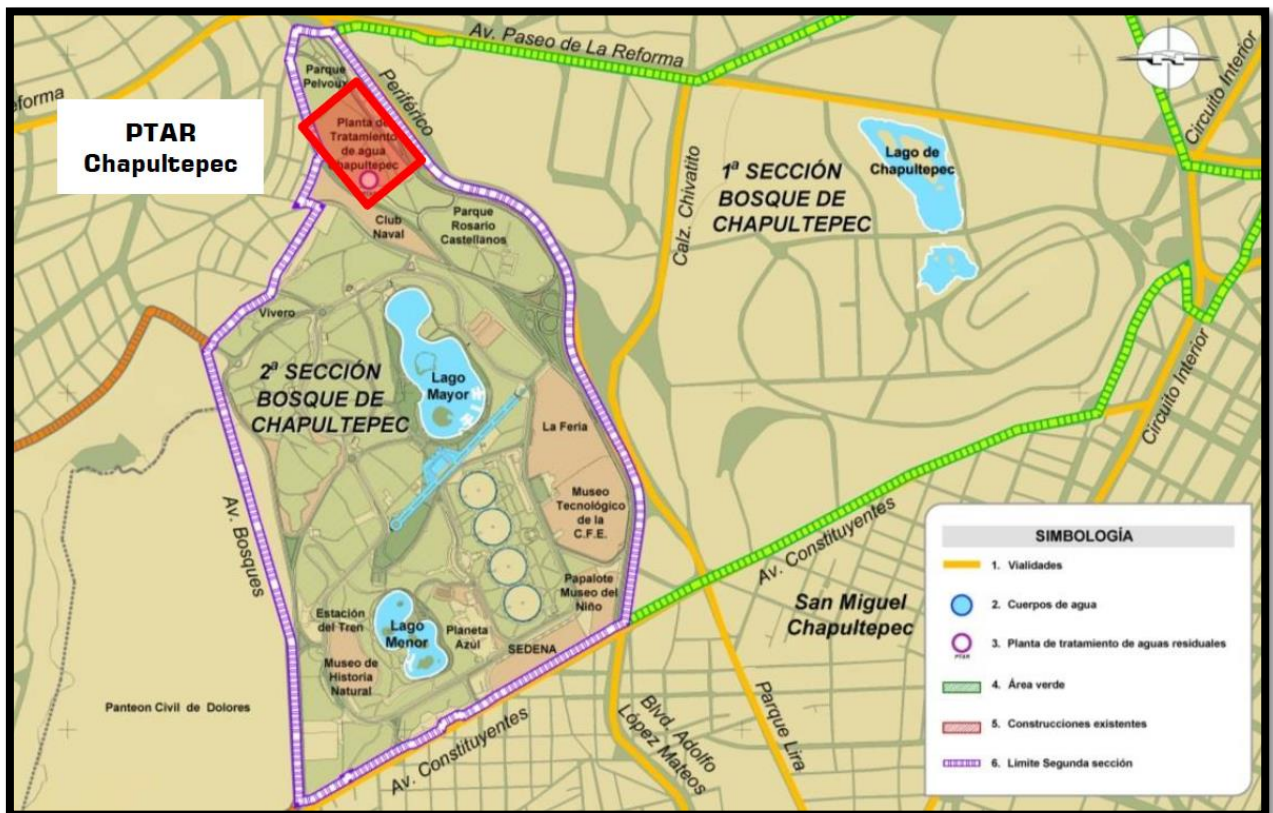 Av. Paseo de La Reforma
eforma
Parque
Pelvoux
Periférico
PTAR
Chapultepec
Planta de
Tratamiento
de agua
Chapultepec
Club
Naval
Parque
Rosario
Castellanos
Calz. Chivatito
1ª SECCIÓN
BOSQUE DE
CHAPULTEPEC
Lago de
Chapultepec
Circuito Interior
Vivero
2ª SECCIÓN
BOSQUE DE
CHAPULTEPEC
Lago
Mayor
La Feria
Museo
Tecnológico
de la
C.F.E.
Papalote
Museo del
Niño
Av. Bosques
Estación
del Tren
Lago
Menor
Planeta
Azúl
SEDENA
Museo de
Historia
Natural
Panteon Civil de Dolores
Av. Constituyentes
Av. Constituyentes
San Miguel
Chapultepec
Circuito Interior
Blvd. Adolfo
López Mateos
Parque Lira
SIMBOLOGÍA
1. Vialidades
2. Cuerpos de agua
3. Planta de tratamiento de aguas residuales
PTAR
4. Área verde
5. Construcciones existentes
6. Limite Segunda sección